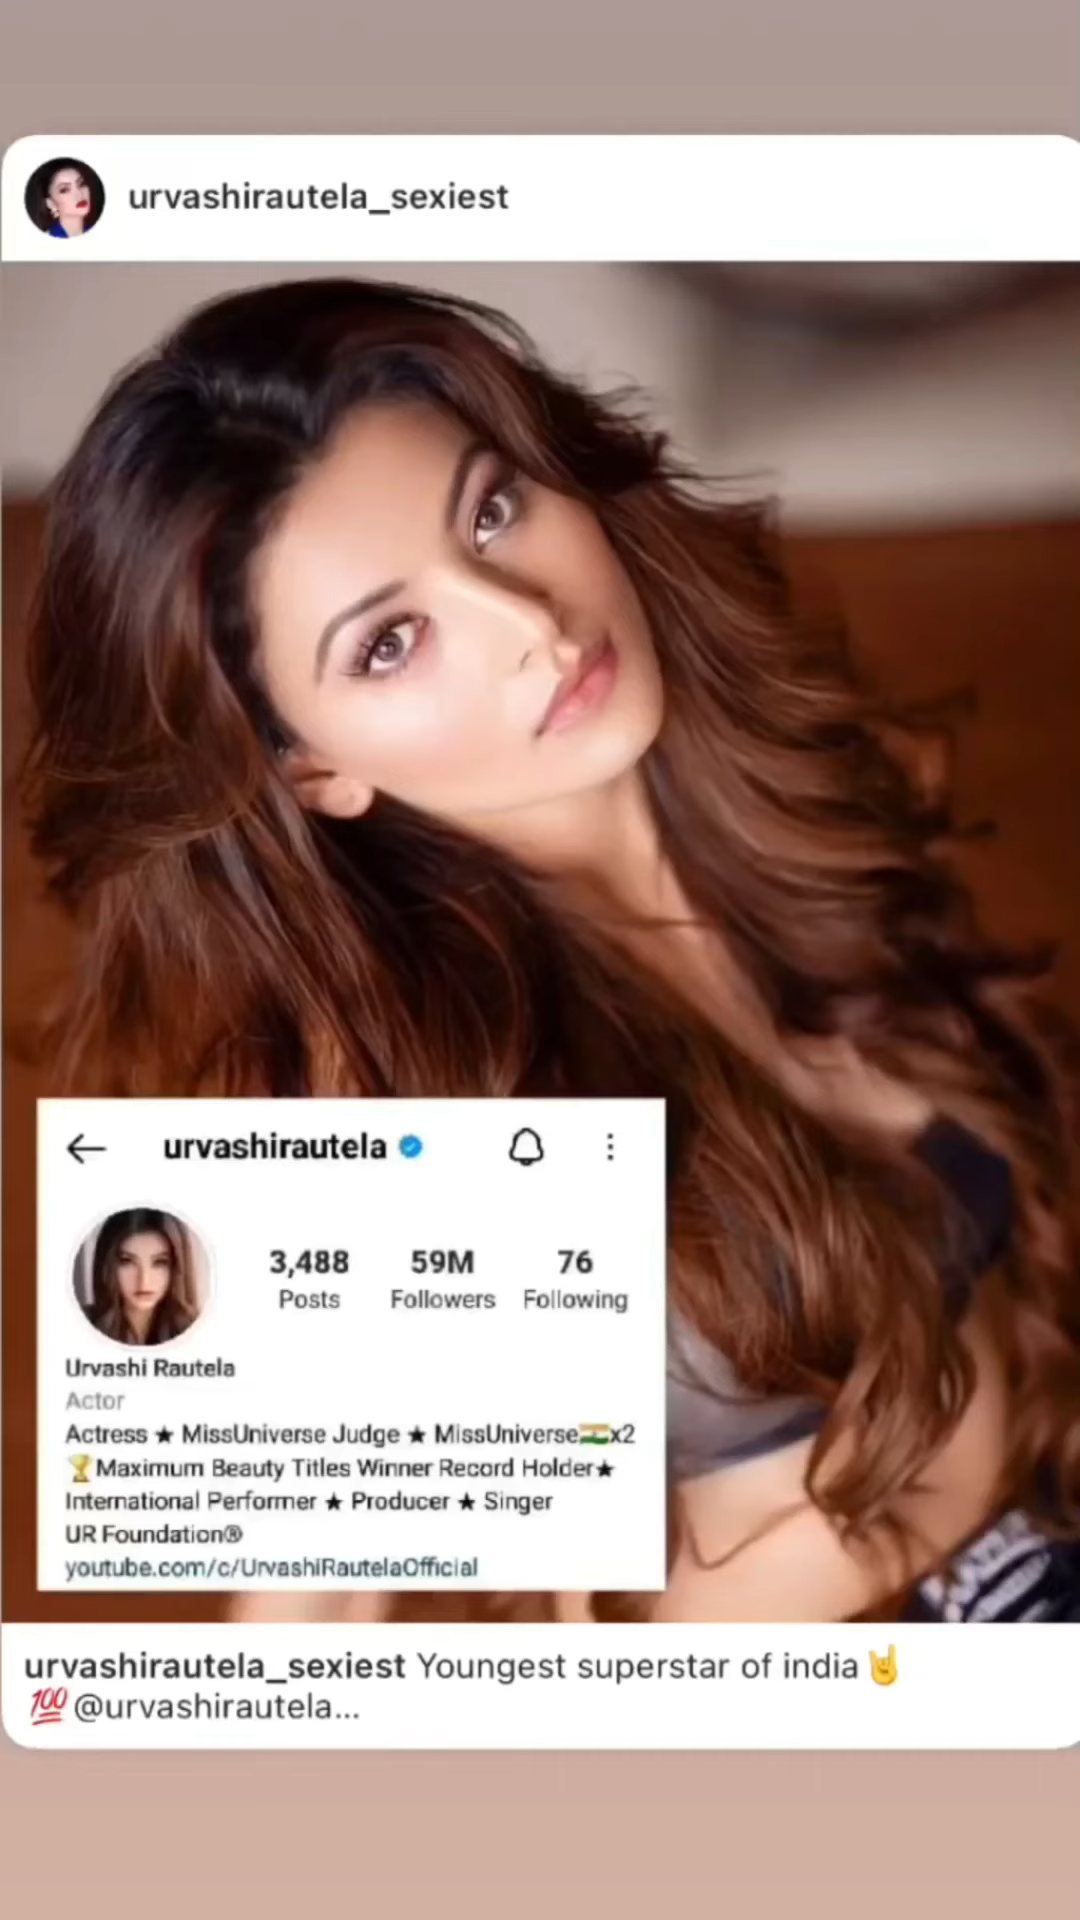 urvashirautela_sexiest
urvashirautela
3,488 59M 76
Posts Followers Following
Urvashi Rautela
Actor
Actress ★ MissUniverse Judge ★ MissUniverse🇮🇳x2
🏆Maximum Beauty Titles Winner Record Holder★
International Performer ★ Producer ★ Singer
UR Foundation®
youtube.com/c/UrvashiRautelaOfficial
urvashirautela_sexiest Youngest superstar of india🤘
💯@urvashirautela...